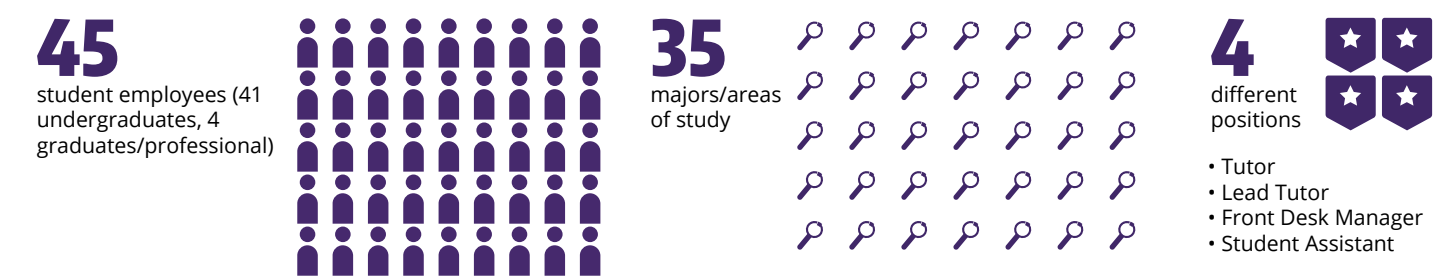 45
student employees (41
undergraduates, 4
graduates/professional)
35
majors/areas
of study
4
different
positions
• Tutor
• Lead Tutor
• Front Desk Manager
• Student Assistant